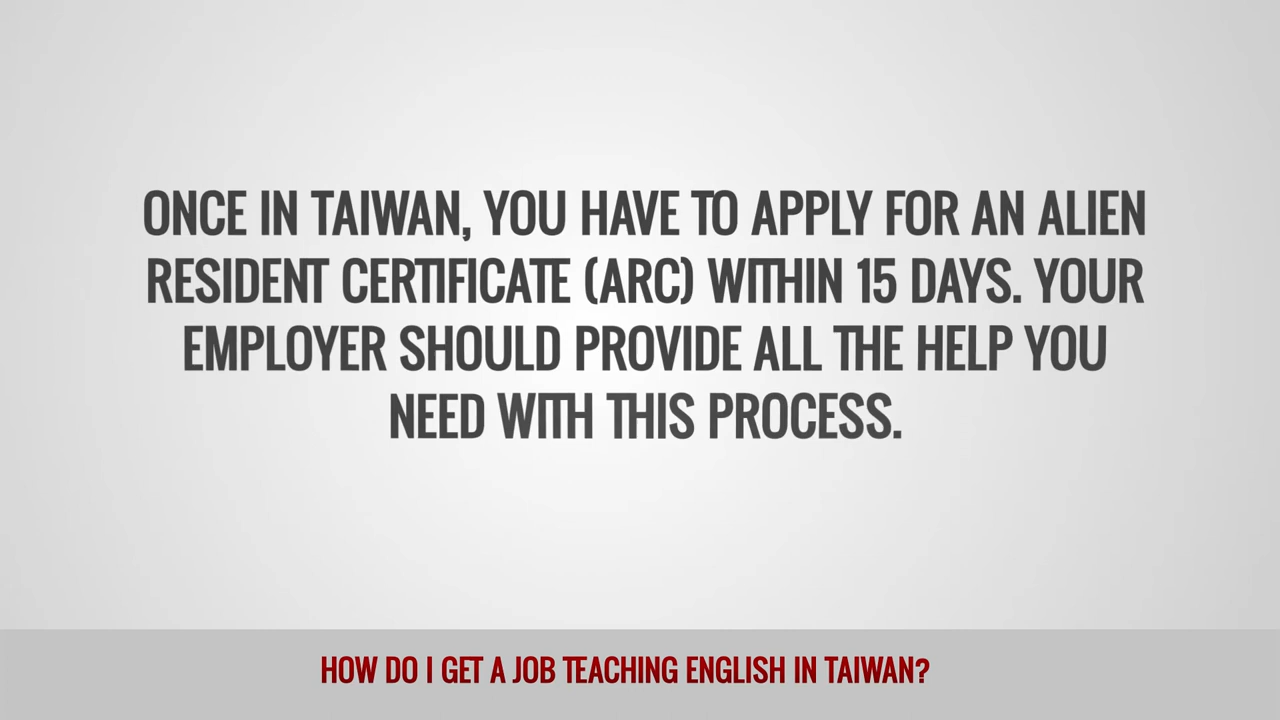 ONCE IN TAIWAN, YOU HAVE TO APPLY FOR AN ALIEN
RESIDENT CERTIFICATE (ARC) WITHIN 15 DAYS. YOUR
EMPLOYER SHOULD PROVIDE ALL THE HELP YOU
NEED WITH THIS PROCESS.
HOW DO I GET A JOB TEACHING ENGLISH IN TAIWAN?